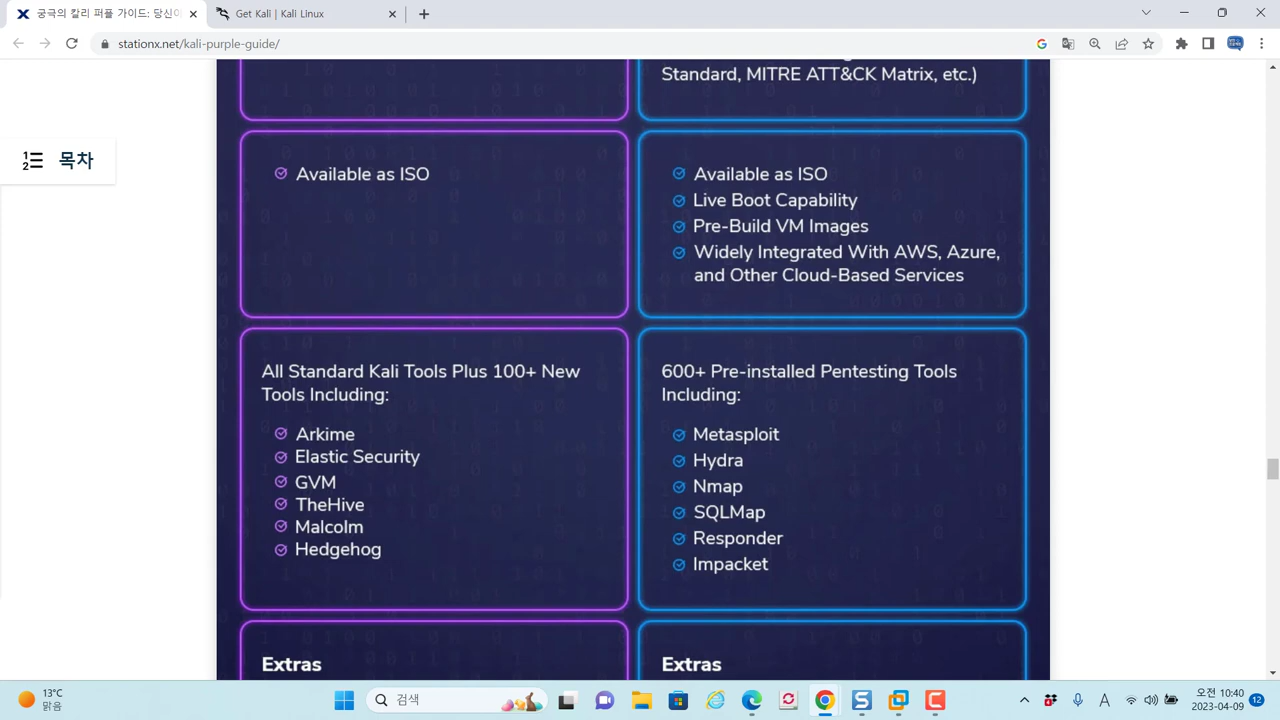 궁극의 칼리 퍼플 가이드: 당신이
Get Kali | Kali Linux
stationx.net/kali-purple-guide/
Standard, MITRE ATT&CK Matrix, etc.)
목차
Available as ISO
Available as ISO
Live Boot Capability
Pre-Build VM Images
Widely Integrated With AWS, Azure,
and Other Cloud-Based Services
All Standard Kali Tools Plus 100+ New
Tools Including:
Arkime
Elastic Security
GVM
TheHive
Malcolm
Hedgehog
600+ Pre-installed Pentesting Tools
Including:
Metasploit
Hydra
Nmap
SQLMap
Responder
Impacket
Extras
Extras
13°C
맑음
검색
A
오전 10:40
2023-04-09
12